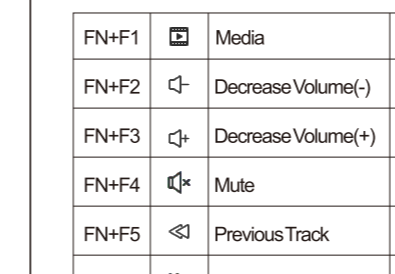 FN+F1 Media
FN+F2 Decrease Volume(-)
FN+F3 Decrease Volume(+)
FN+F4 Mute
FN+F5 Previous Track